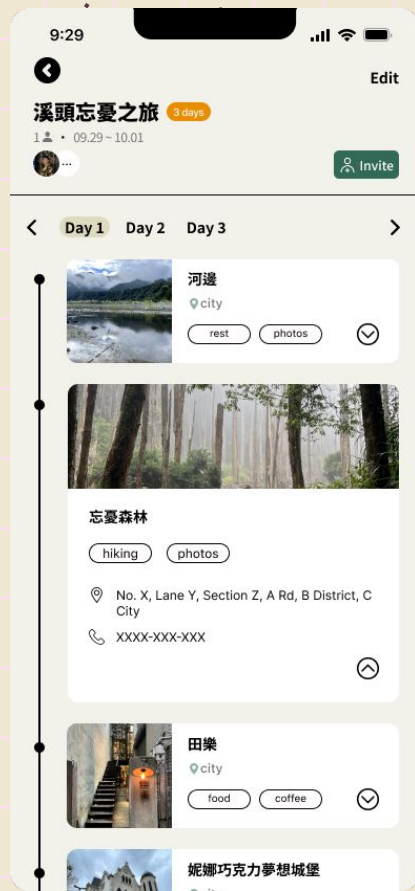 9:29
Edit
溪頭忘憂之旅 3 days
1 • 09.29 ~ 10.01
...
Invite
Day 1 Day 2 Day 3
河邊
city
rest photos
忘憂森林
hiking photos
No. X, Lane Y, Section Z, A Rd, B District, C
City
XXXX-XXX-XXX
田樂
city
food coffee
妮娜巧克力夢想城堡